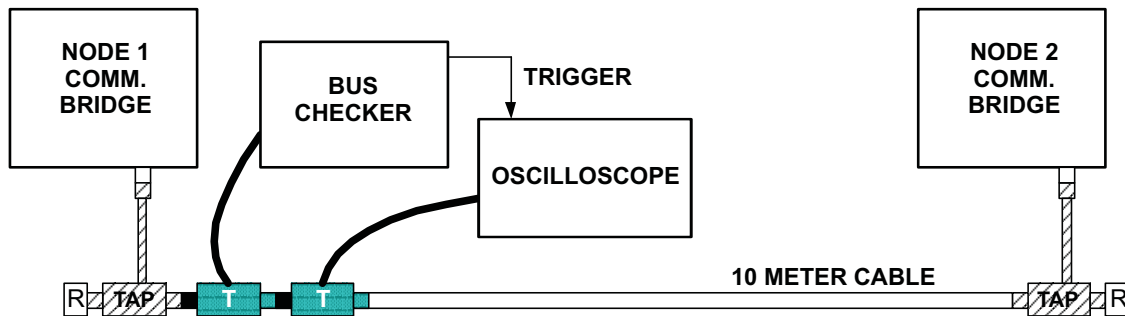 NODE 1
COMM.
BRIDGE
BUS
CHECKER
TRIGGER
OSCILLOSCOPE
NODE 2
COMM.
BRIDGE
10 METER CABLE
R
TAP
T
T
TAP
R